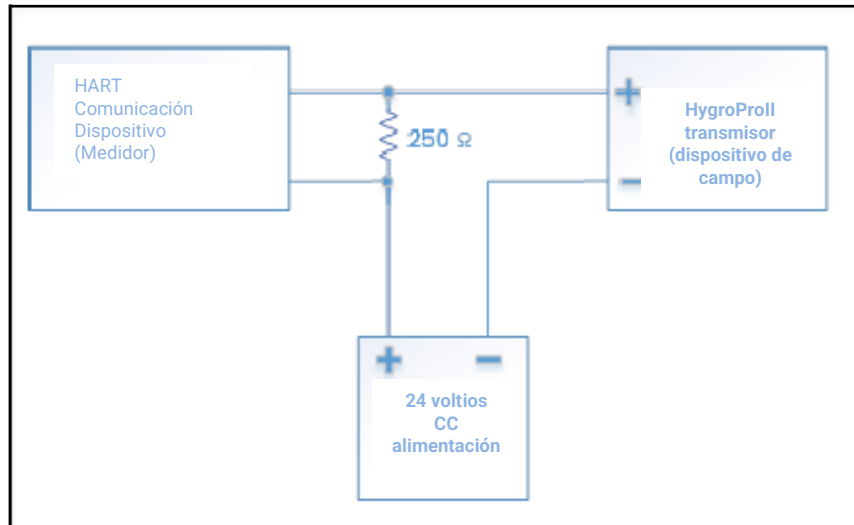 HART
Comunicación
Dispositivo
(Medidor)
250 Ω
+
HygroProII
transmisor
(dispositivo de
campo)
−
+ −
24 voltios
CC
alimentación